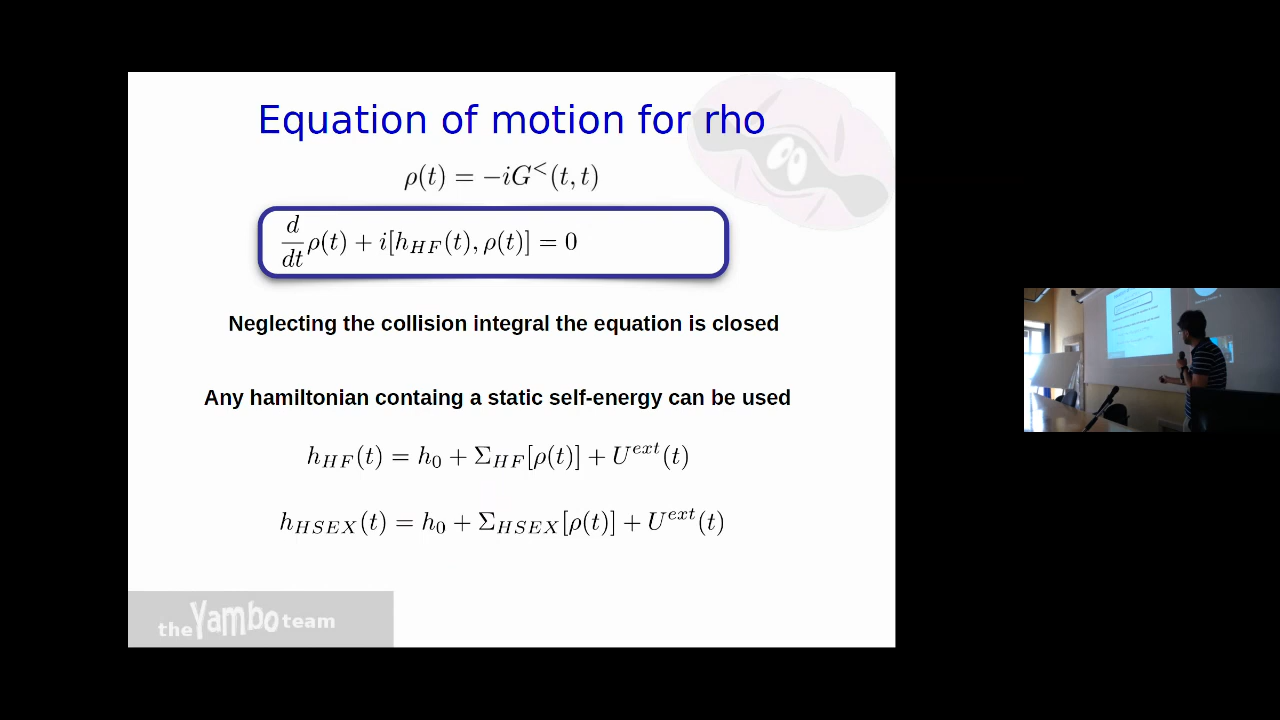 Equation of motion for rho
ρ(t) = −iG<(t, t)
d/dt ρ(t) + i[h_HF(t), ρ(t)] = 0
Neglecting the collision integral the equation is closed
Any hamiltonian containg a static self-energy can be used
h_HF(t) = h_0 + Σ_HF[ρ(t)] + U^ext(t)
h_HSEX(t) = h_0 + Σ_HSEX[ρ(t)] + U^ext(t)
the Yambo team